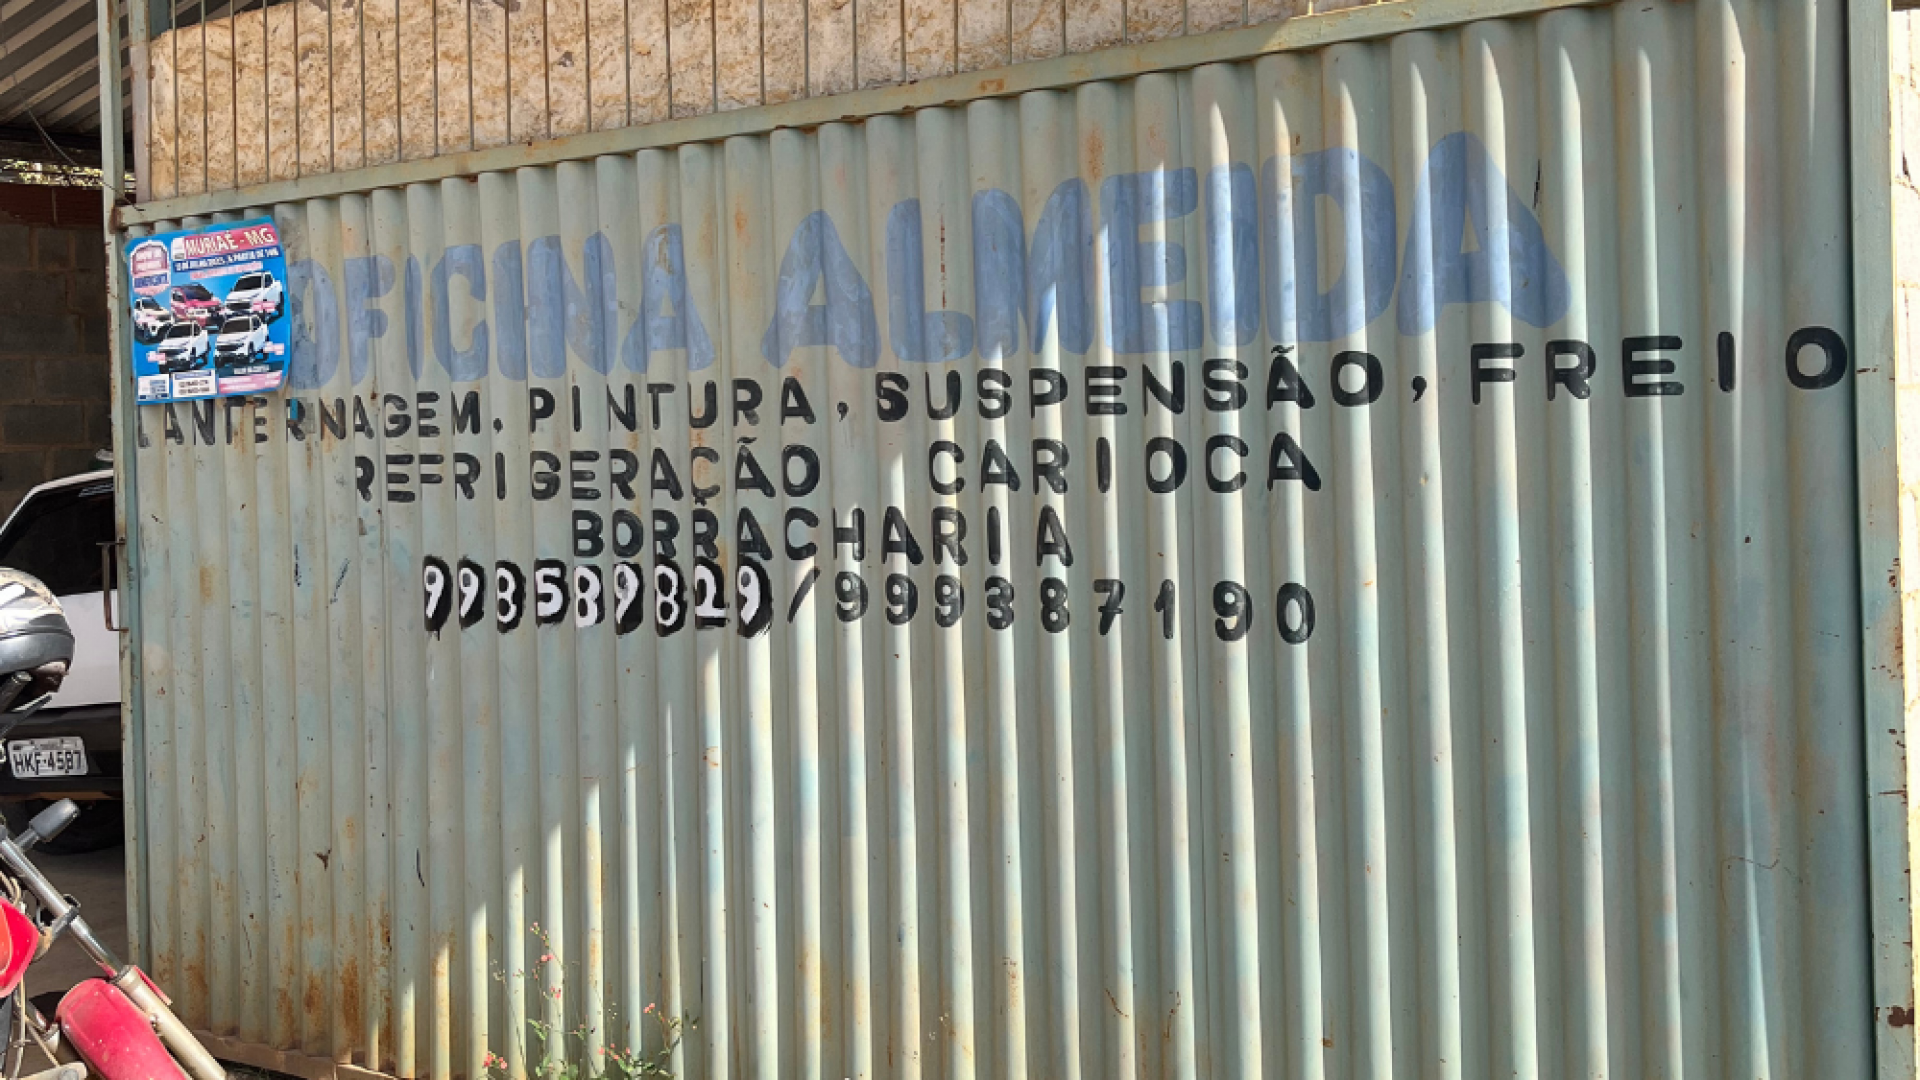 MURIAÉ - MG
OFICINA ALMEIDA
LANTERNAGEM. PINTURA, SUSPENSÃO, FREIO
REFRIGERAÇÃO CARIOCA
BORRACHARIA
998589829/999387190
HKF-4587